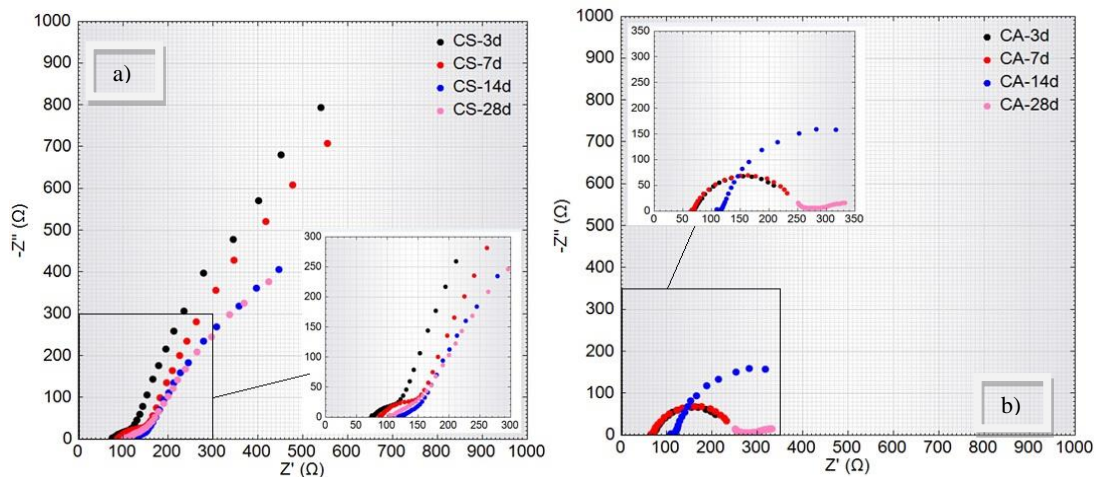 a)
CS-3d
CS-7d
CS-14d
CS-28d
1000
900
800
700
600
500
400
300
200
100
0
-Z" (Ω)
0 100 200 300 400 500 600 700 800 900 1000
Z' (Ω)
300
250
200
150
100
50
0
0 50 100 150 200 250 300
b)
CA-3d
CA-7d
CA-14d
CA-28d
1000
900
800
700
600
500
400
300
200
100
0
-Z" (Ω)
0 100 200 300 400 500 600 700 800 900 1000
Z' (Ω)
350
300
250
200
150
100
50
0
0 50 100 150 200 250 300 350